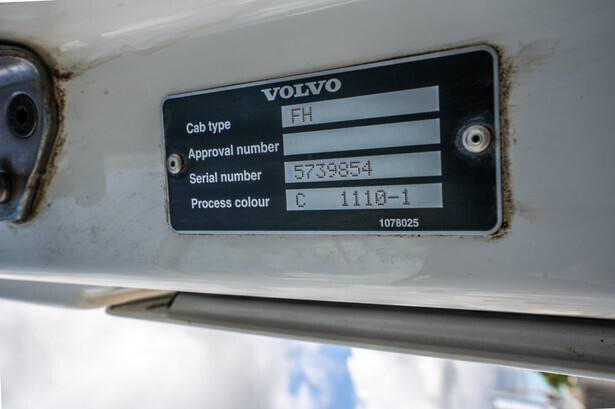 VOLVO
Cab type FH
Approval number
Serial number 5739854
Process colour C 1110-1
1078025